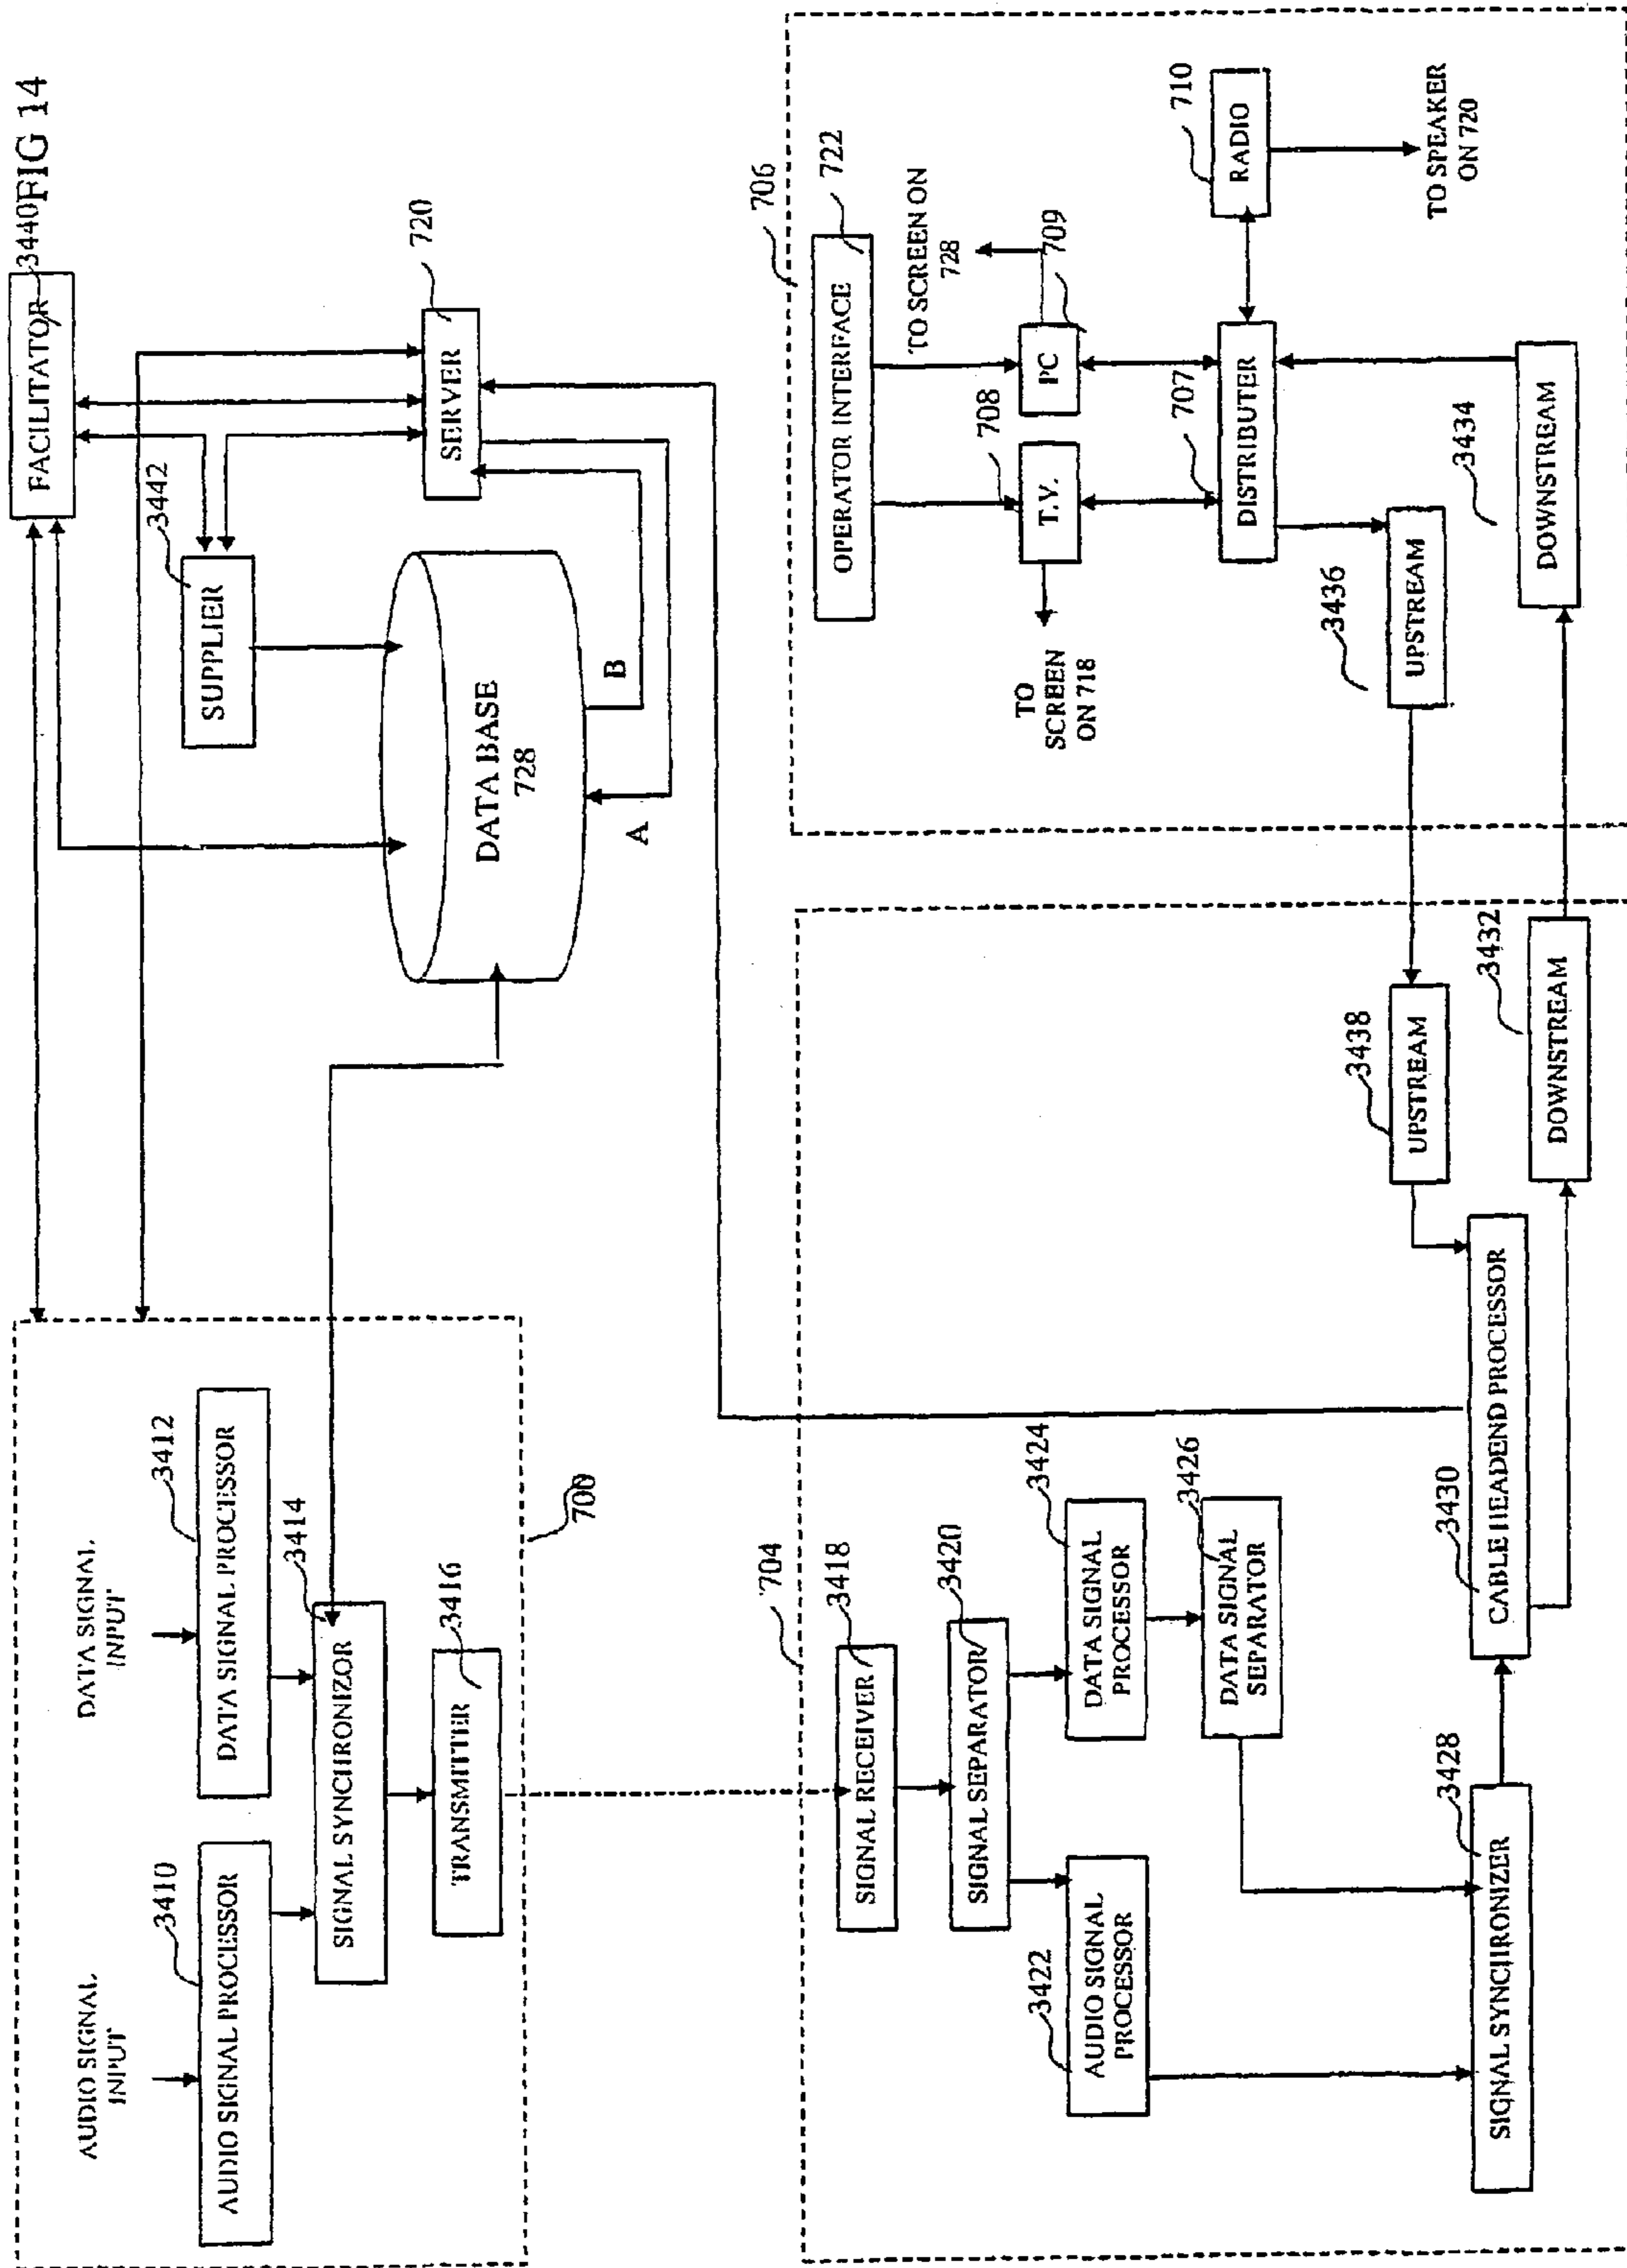 FIG 14
AUDIO SIGNAL
INPUT
DATA SIGNAL
INPUT
3410
AUDIO SIGNAL PROCESSOR
3412
DATA SIGNAL PROCESSOR
3414
SIGNAL SYNCHRONIZOR
3416
TRANSMITTER
700
3440
FACILITATOR
3442
SUPPLIER
DATA BASE
728
A
B
720
SERVER
704
3418
SIGNAL RECEIVER
3420
SIGNAL SEPARATOR
3422
AUDIO SIGNAL
PROCESSOR
3424
DATA SIGNAL
PROCESSOR
3426
DATA SIGNAL
SEPARATOR
3428
SIGNAL SYNCHRONIZER
3430
CABLE HEADEND PROCESSOR
3438
UPSTREAM
3432
DOWNSTREAM
706
722
OPERATOR INTERFACE
TO SCREEN ON
728
708
T.V.
709
PC
TO
SCREEN
ON 718
707
DISTRIBUTER
710
RADIO
TO SPEAKER
ON 720
3436
UPSTREAM
3434
DOWNSTREAM